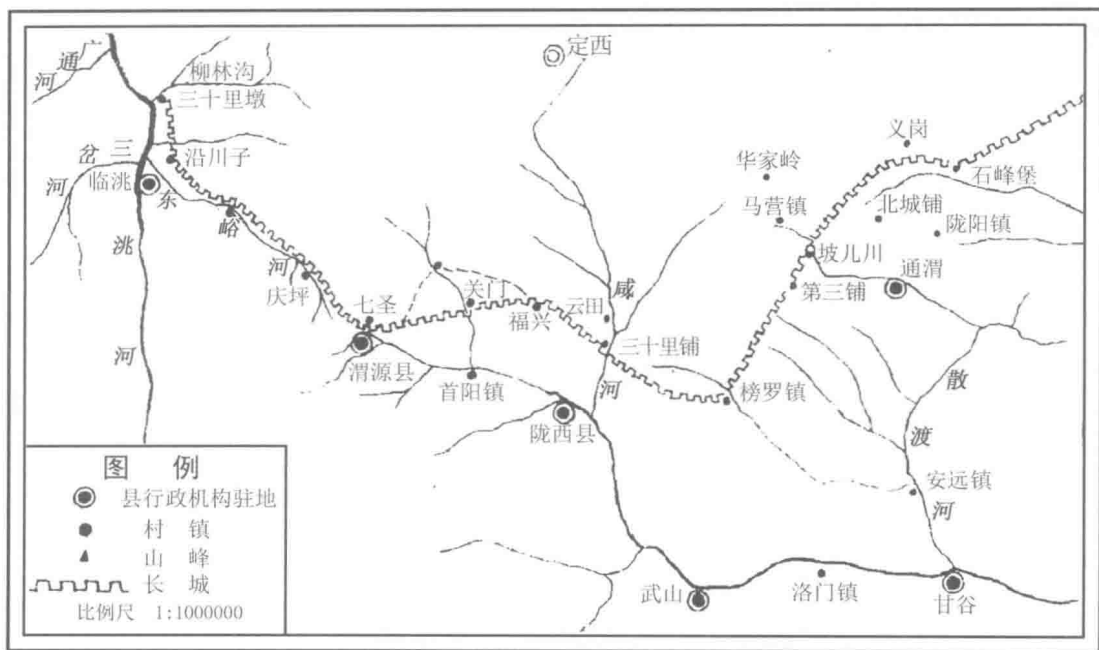 广
通
河
柳林沟
三十里墩
定西
三
岔
河
沿川子
临洮
东
峪
河
洮
河
庆坪
七圣
渭源县
关门
首阳镇
福兴
云田
咸
河
三十里铺
陇西县
榜罗镇
义岗
华家岭
石峰堡
马营镇
北城铺
陇阳镇
坡儿川
通渭
第三铺
散
渡
河
安远镇
武山
洛门镇
甘谷
图 例
县行政机构驻地
村 镇
山 峰
长 城
比例尺 1:1000000